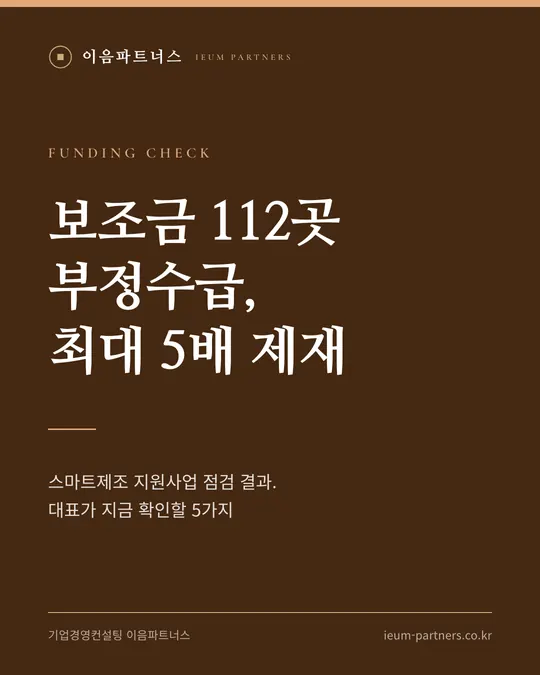 이음파트너스 IEUM PARTNERS
FUNDING CHECK
보조금 112곳
부정수급,
최대 5배 제재
스마트제조 지원사업 점검 결과.
대표가 지금 확인할 5가지
기업경영컨설팅 이음파트너스
ieum-partners.co.kr